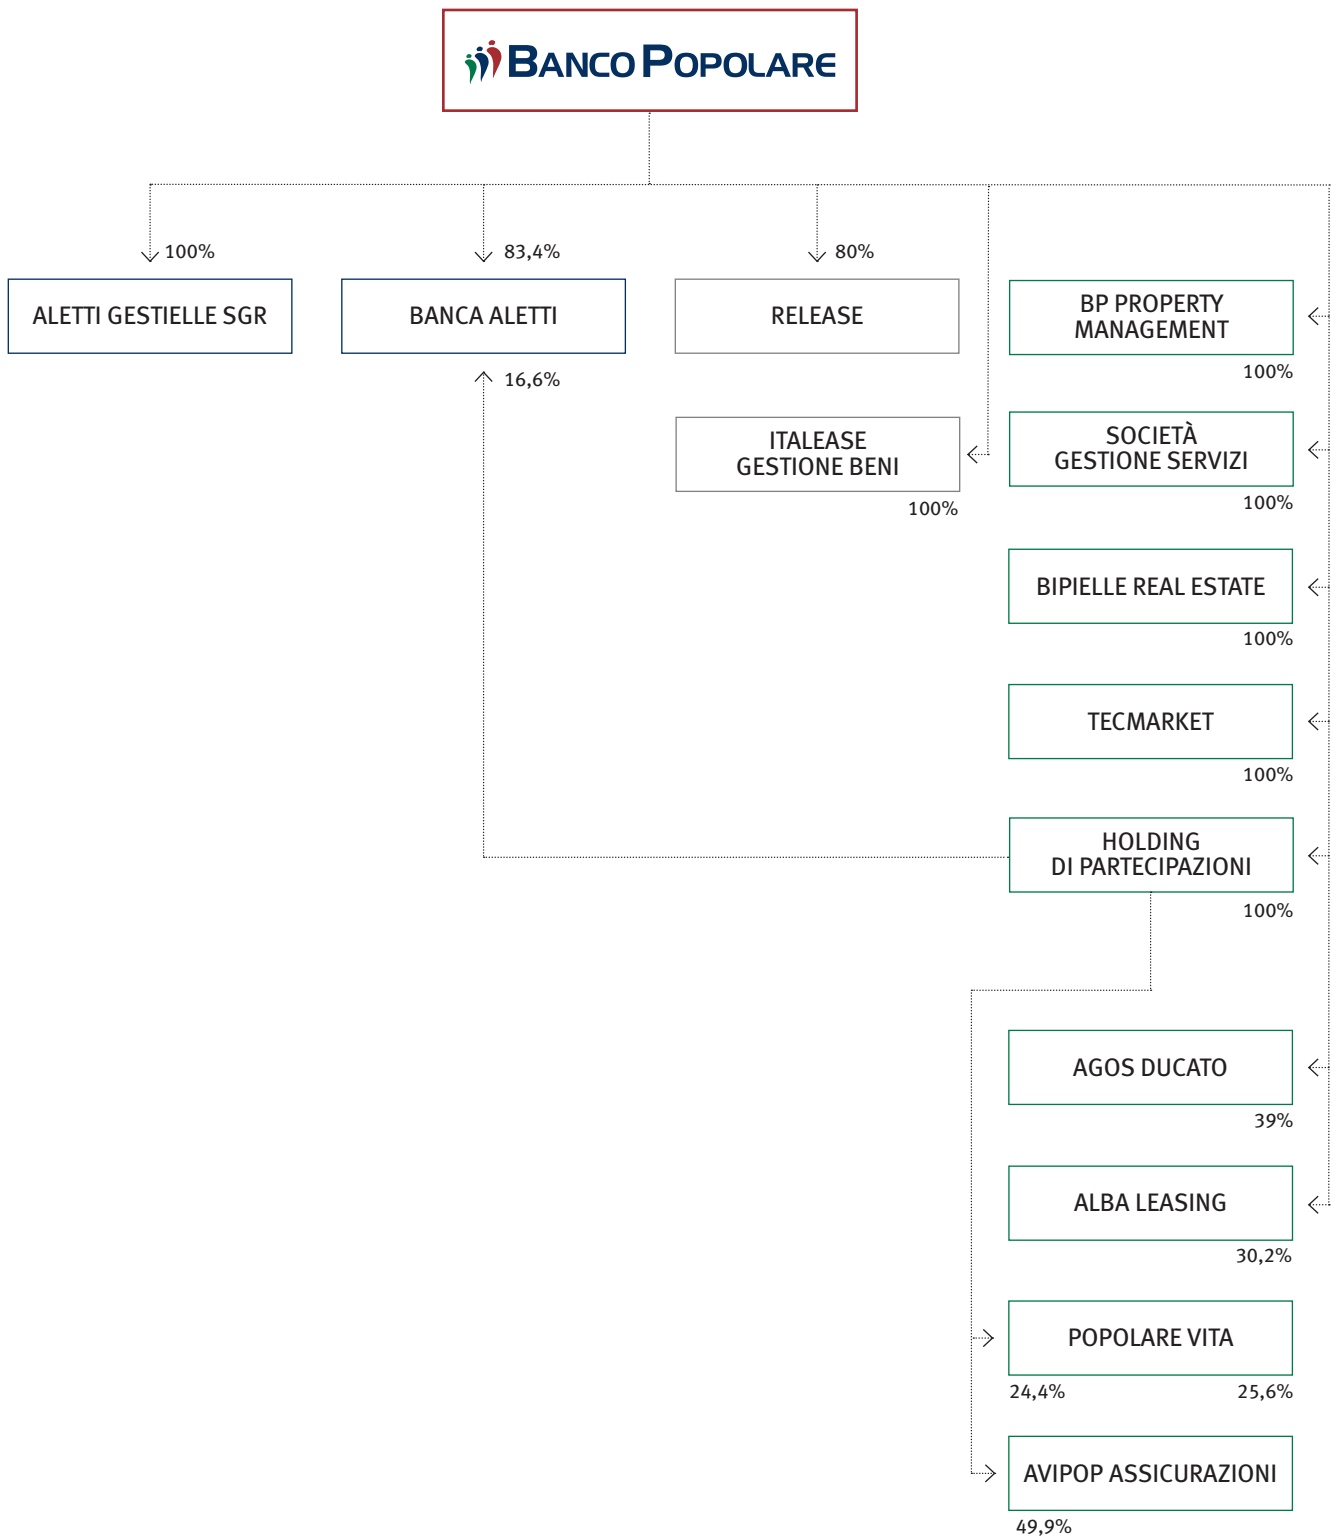 BANCO POPOLARE
100%
83,4%
80%
ALETTI GESTIELLE SGR
BANCA ALETTI
RELEASE
BP PROPERTY
MANAGEMENT
100%
16,6%
ITALEASE
GESTIONE BENI
100%
SOCIETÀ
GESTIONE SERVIZI
100%
BIPIELLE REAL ESTATE
100%
TECMARKET
100%
HOLDING
DI PARTECIPAZIONI
100%
AGOS DUCATO
39%
ALBA LEASING
30,2%
POPOLARE VITA
24,4%
25,6%
AVIPOP ASSICURAZIONI
49,9%